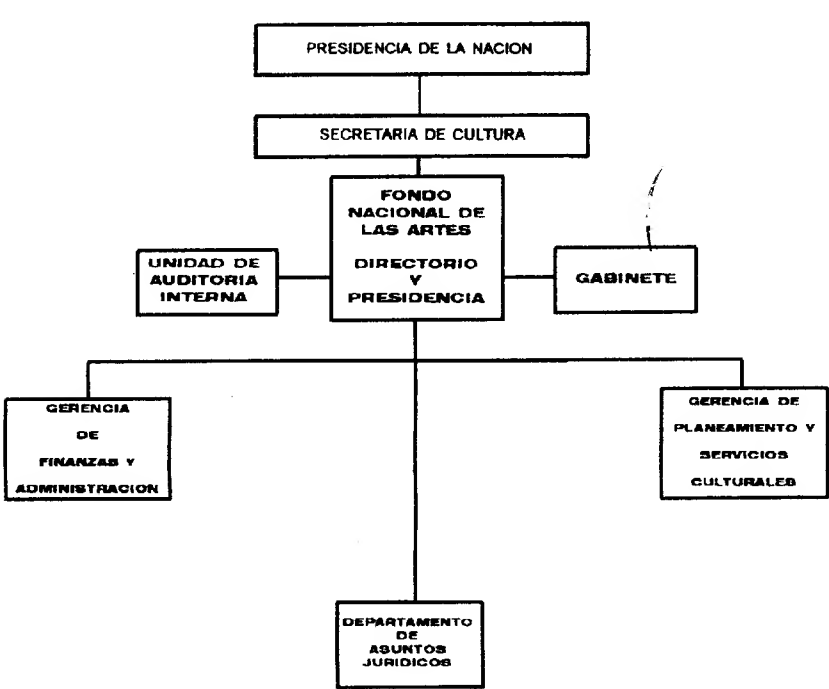 PRESIDENCIA DE LA NACION
SECRETARIA DE CULTURA
FONDO
NACIONAL DE
LAS ARTES
DIRECTORIO
Y
PRESIDENCIA
UNIDAD DE
AUDITORIA
INTERNA
GABINETE
GERENCIA
DE
FINANZAS Y
ADMINISTRACION
GERENCIA DE
PLANEAMIENTO Y
SERVICIOS
CULTURALES
DEPARTAMENTO
DE
ASUNTOS
JURIDICOS